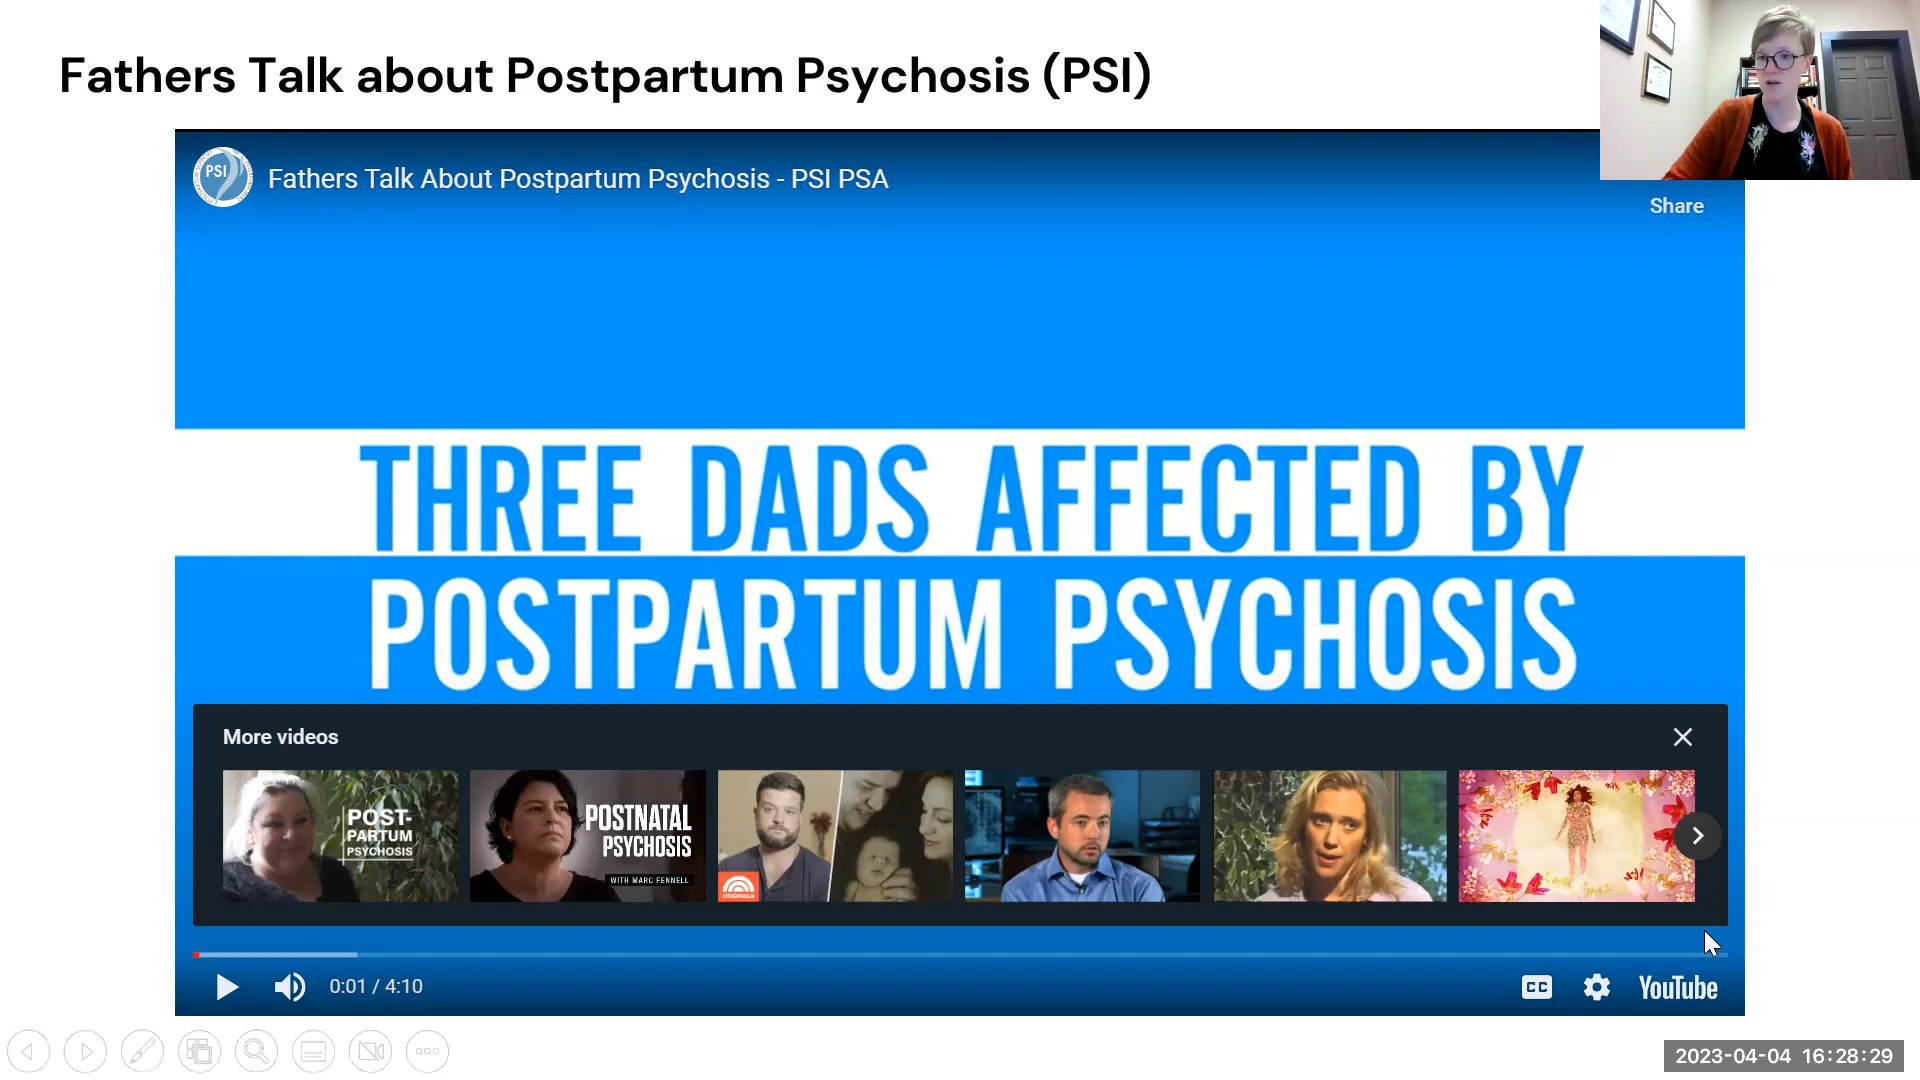 Fathers Talk about Postpartum Psychosis (PSI)
PSI
Fathers Talk About Postpartum Psychosis - PSI PSA
Share
THREE DADS AFFECTED BY
POSTPARTUM PSYCHOSIS
More videos
POST-
PARTUM
PSYCHOSIS
POSTNATAL
PSYCHOSIS
WITH MARC FENNELL
ORIGINALS
0:01 / 4:10
CC
YouTube
2023-04-04 16:28:29